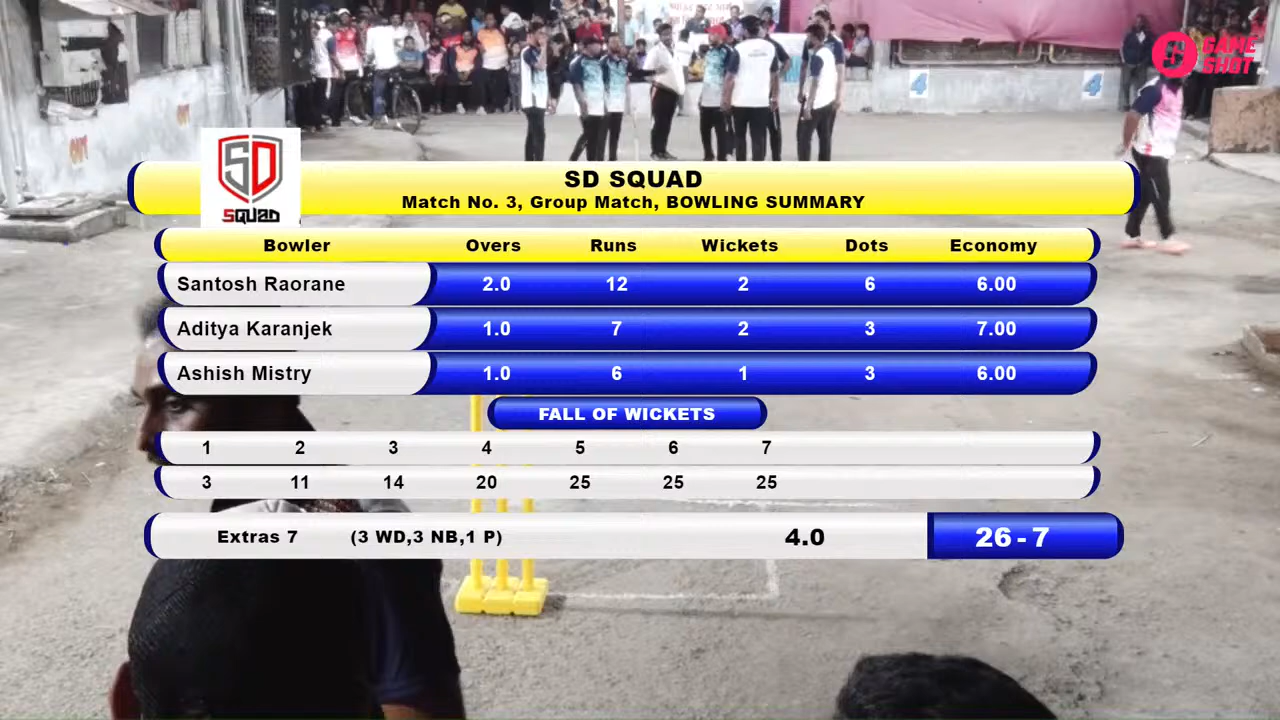 GAME
SHOT
4
4
OUT
OUT
SD
SQUAD
SD SQUAD
Match No. 3, Group Match, BOWLING SUMMARY
Bowler Overs Runs Wickets Dots Economy
Santosh Raorane 2.0 12 2 6 6.00
Aditya Karanjek 1.0 7 2 3 7.00
Ashish Mistry 1.0 6 1 3 6.00
FALL OF WICKETS
1 2 3 4 5 6 7
3 11 14 20 25 25 25
Extras 7 (3 WD,3 NB,1 P) 4.0 26 - 7